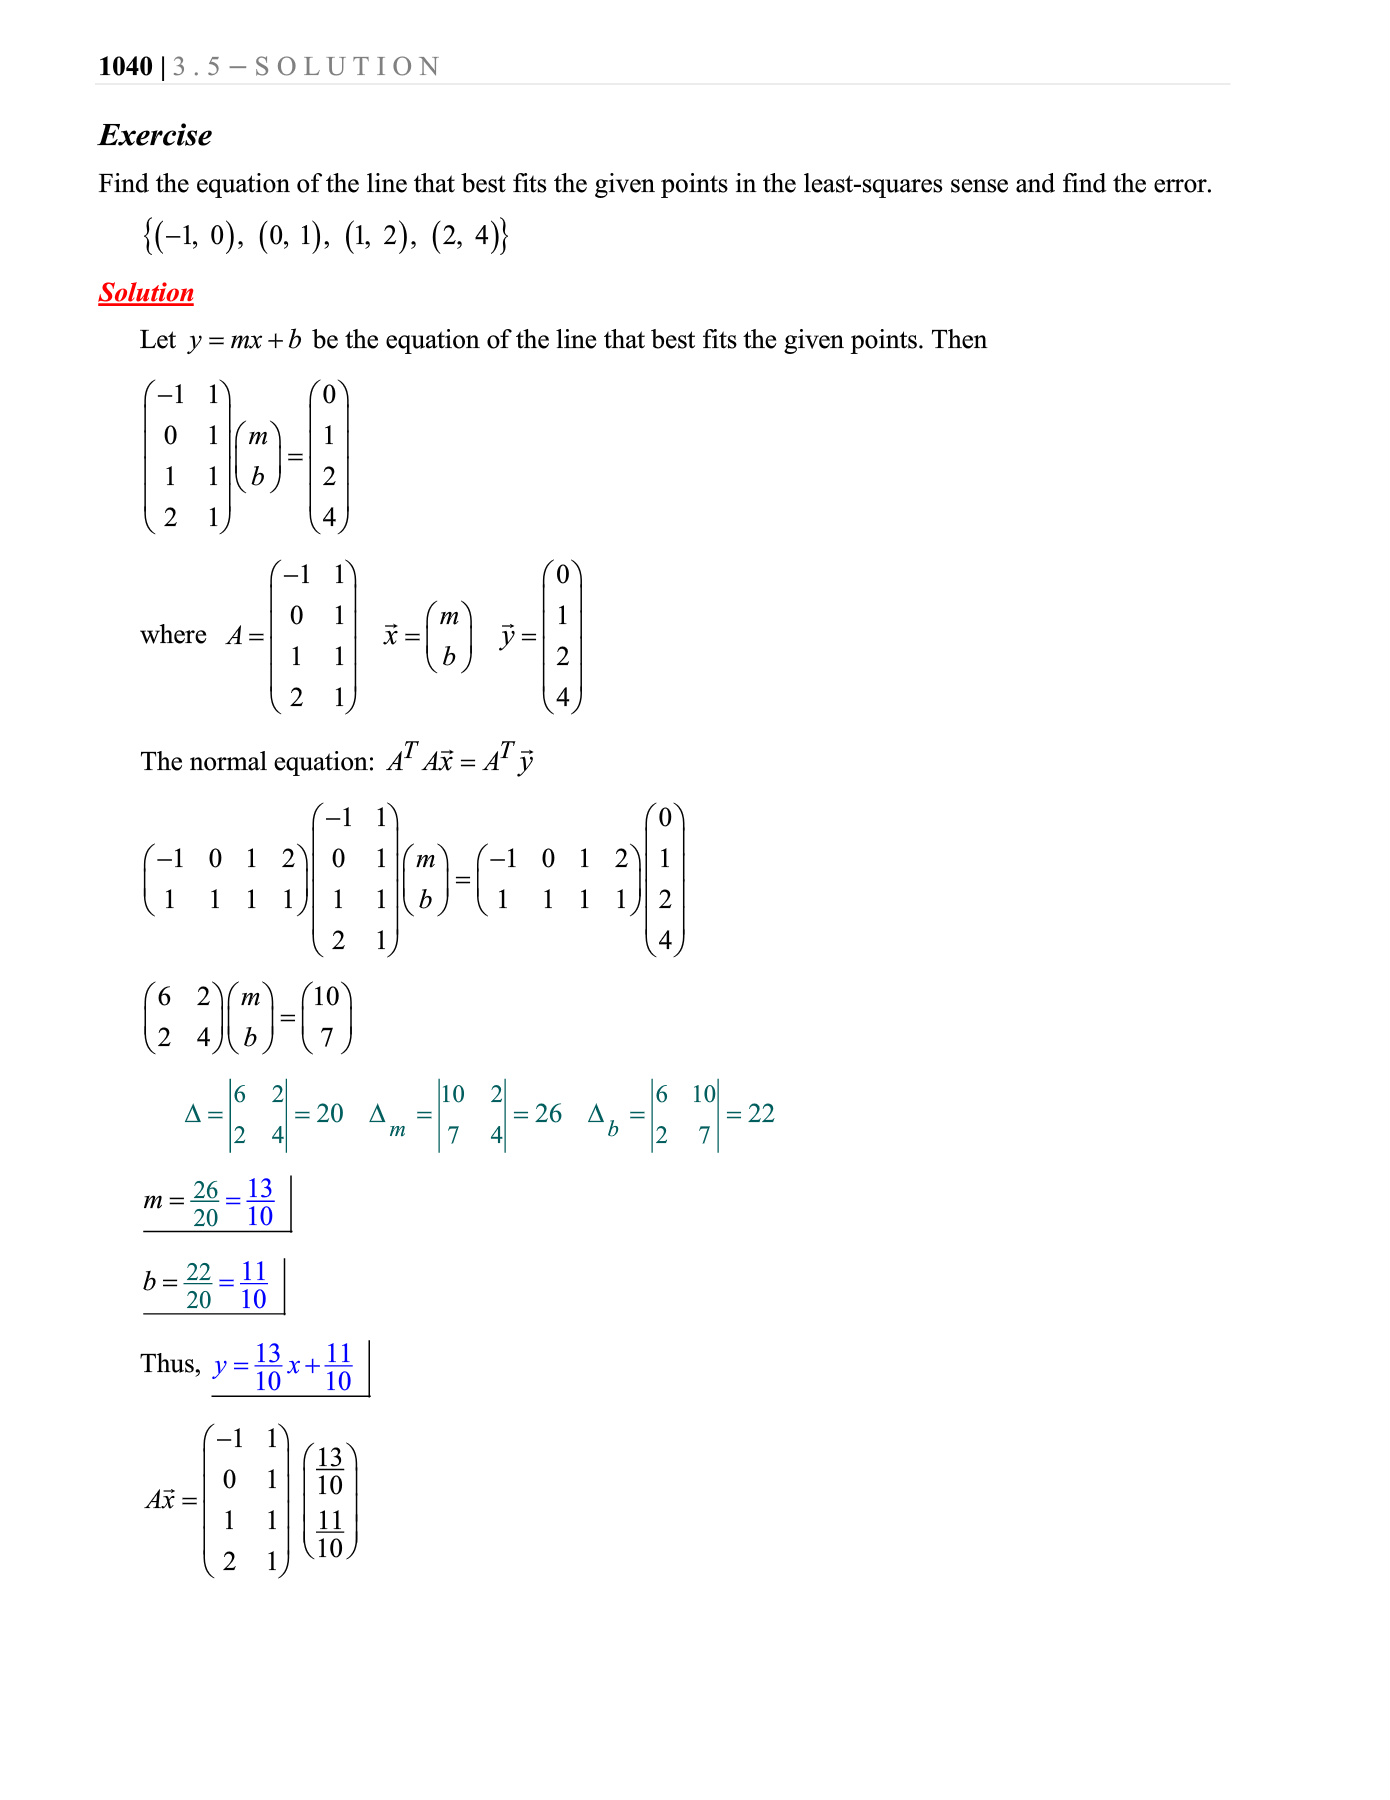 1040 | 3 . 5 – S O L U T I O N
Exercise
Find the equation of the line that best fits the given points in the least-squares sense and find the error.
{(−1, 0), (0, 1), (1, 2), (2, 4)}
Solution
Let y = mx + b be the equation of the line that best fits the given points. Then
\begin{pmatrix} -1 & 1 \\ 0 & 1 \\ 1 & 1 \\ 2 & 1 \end{pmatrix} \begin{pmatrix} m \\ b \end{pmatrix} = \begin{pmatrix} 0 \\ 1 \\ 2 \\ 4 \end{pmatrix}
where A = \begin{pmatrix} -1 & 1 \\ 0 & 1 \\ 1 & 1 \\ 2 & 1 \end{pmatrix} \vec{x} = \begin{pmatrix} m \\ b \end{pmatrix} \vec{y} = \begin{pmatrix} 0 \\ 1 \\ 2 \\ 4 \end{pmatrix}
The normal equation: A^T A\vec{x} = A^T \vec{y}
\begin{pmatrix} -1 & 0 & 1 & 2 \\ 1 & 1 & 1 & 1 \end{pmatrix} \begin{pmatrix} -1 & 1 \\ 0 & 1 \\ 1 & 1 \\ 2 & 1 \end{pmatrix} \begin{pmatrix} m \\ b \end{pmatrix} = \begin{pmatrix} -1 & 0 & 1 & 2 \\ 1 & 1 & 1 & 1 \end{pmatrix} \begin{pmatrix} 0 \\ 1 \\ 2 \\ 4 \end{pmatrix}
\begin{pmatrix} 6 & 2 \\ 2 & 4 \end{pmatrix} \begin{pmatrix} m \\ b \end{pmatrix} = \begin{pmatrix} 10 \\ 7 \end{pmatrix}
\Delta = \begin{vmatrix} 6 & 2 \\ 2 & 4 \end{vmatrix} = 20 \Delta_m = \begin{vmatrix} 10 & 2 \\ 7 & 4 \end{vmatrix} = 26 \Delta_b = \begin{vmatrix} 6 & 10 \\ 2 & 7 \end{vmatrix} = 22
m = \frac{26}{20} = \frac{13}{10}
b = \frac{22}{20} = \frac{11}{10}
Thus, y = \frac{13}{10} x + \frac{11}{10}
A\vec{x} = \begin{pmatrix} -1 & 1 \\ 0 & 1 \\ 1 & 1 \\ 2 & 1 \end{pmatrix} \begin{pmatrix} \frac{13}{10} \\ \frac{11}{10} \end{pmatrix}